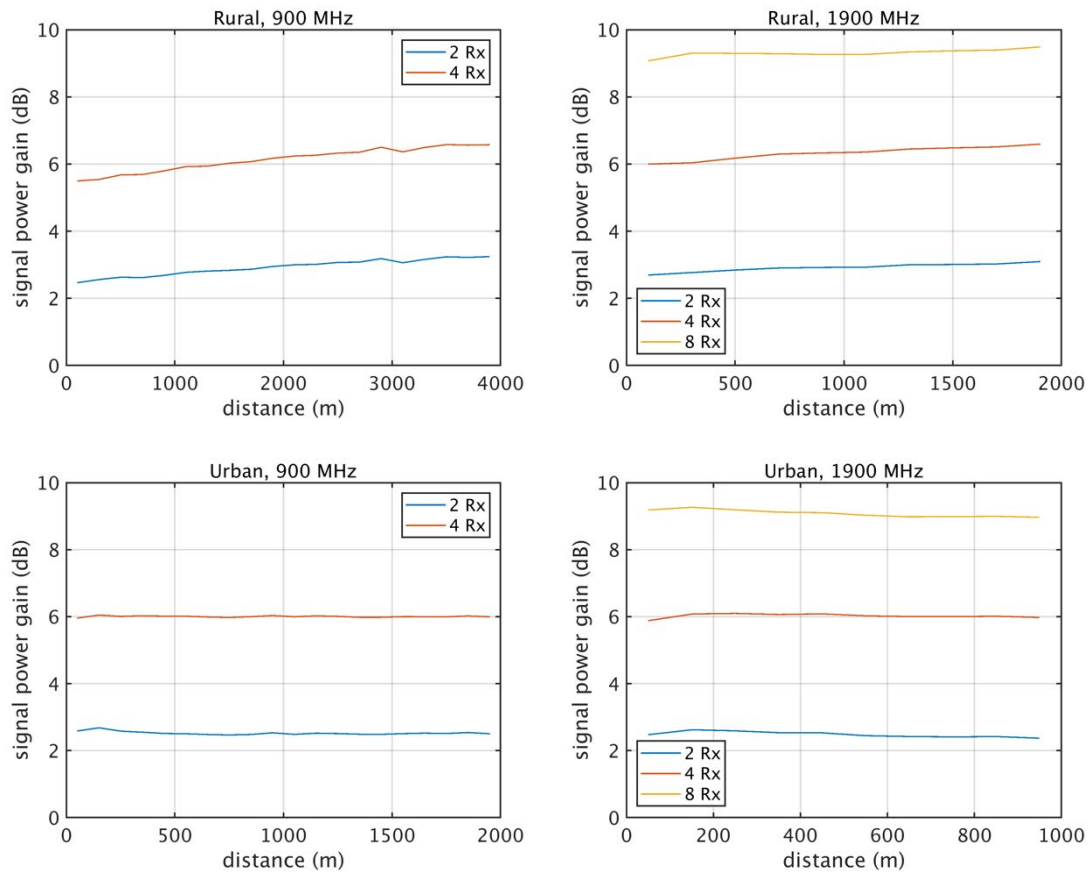 Rural, 900 MHz
10
8
6
4
2
0
signal power gain (dB)
2 Rx
4 Rx
0 1000 2000 3000 4000
distance (m)
Rural, 1900 MHz
10
8
6
4
2
0
signal power gain (dB)
2 Rx
4 Rx
8 Rx
0 500 1000 1500 2000
distance (m)
Urban, 900 MHz
10
8
6
4
2
0
signal power gain (dB)
2 Rx
4 Rx
0 500 1000 1500 2000
distance (m)
Urban, 1900 MHz
10
8
6
4
2
0
signal power gain (dB)
2 Rx
4 Rx
8 Rx
0 200 400 600 800 1000
distance (m)